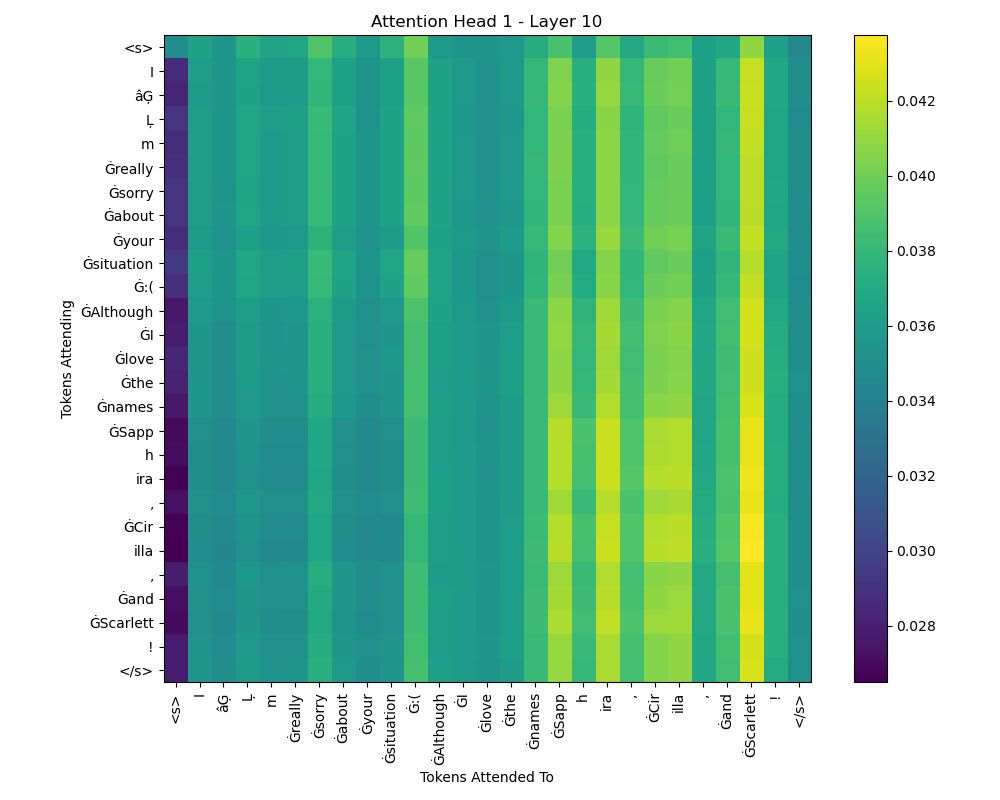 Attention Head 1 - Layer 10
Tokens Attending
<s>
I
âĢ
Ļ
m
Ġreally
Ġsorry
Ġabout
Ġyour
Ġsituation
Ġ:(
ĠAlthough
ĠI
Ġlove
Ġthe
Ġnames
ĠSapp
h
ira
,
ĠCir
illa
,
Ġand
ĠScarlett
!
</s>
<s>
I
âĢ
Ļ
m
Ġreally
Ġsorry
Ġabout
Ġyour
Ġsituation
Ġ:(
ĠAlthough
ĠI
Ġlove
Ġthe
Ġnames
ĠSapp
h
ira
,
ĠCir
illa
,
Ġand
ĠScarlett
!
</s>
Tokens Attended To
0.042
0.040
0.038
0.036
0.034
0.032
0.030
0.028